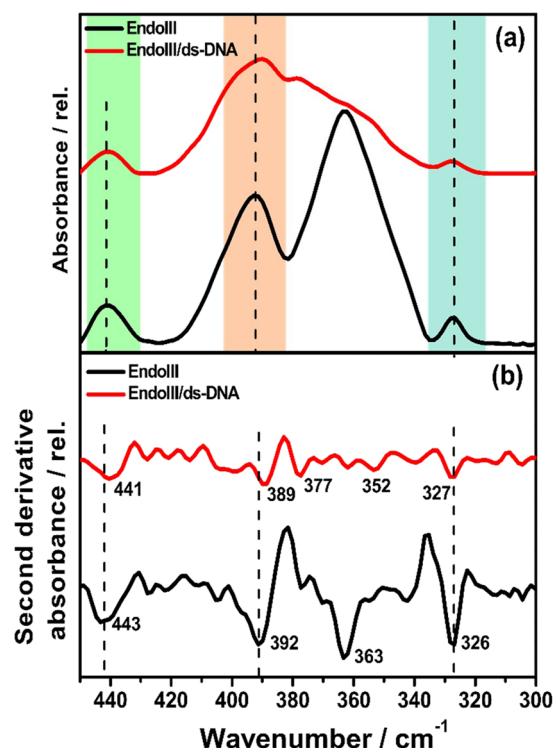 EndoIII
EndoIII/ds-DNA
(a)
Absorbance / rel.
EndoIII
EndoIII/ds-DNA
(b)
Second derivative
absorbance / rel.
441
389
377
352
327
443
392
363
326
440
420
400
380
360
340
320
300
Wavenumber / cm⁻¹